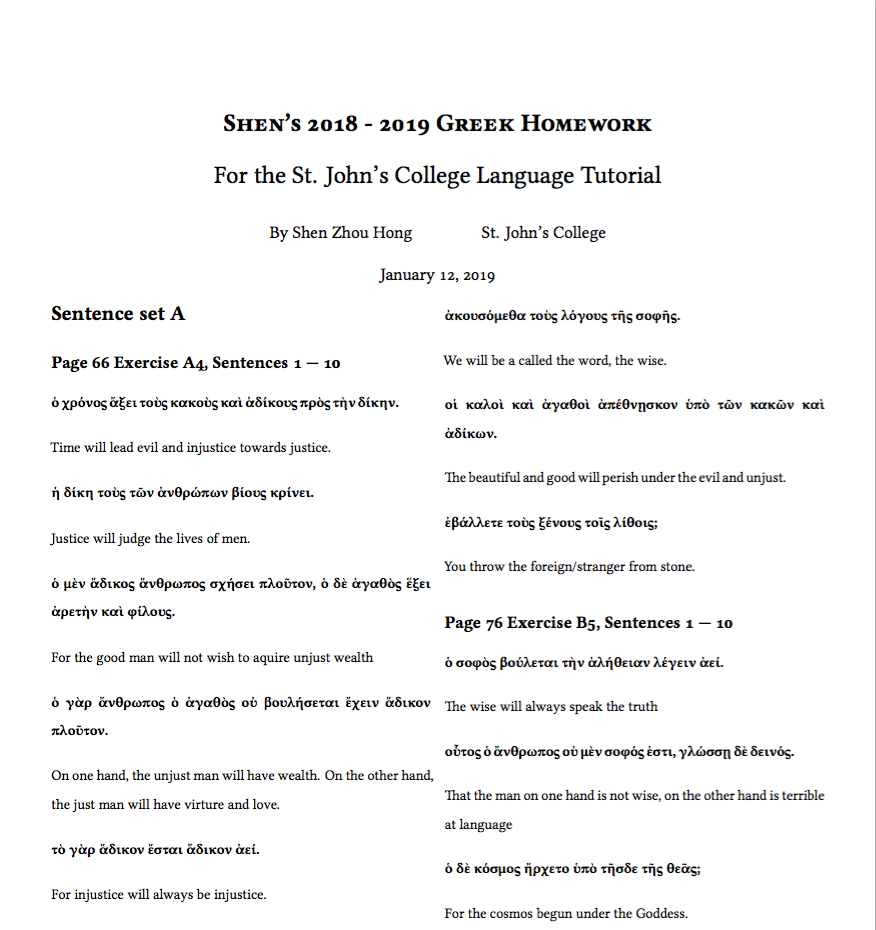 Shen's 2018 - 2019 Greek Homework
For the St. John's College Language Tutorial
By Shen Zhou Hong St. John's College
January 12, 2019
Sentence set A
Page 66 Exercise A4, Sentences 1 — 10
ὁ χρόνος ἄξει τοὺς κακοὺς καὶ ἀδίκους πρὸς τὴν δίκην.
Time will lead evil and injustice towards justice.
ἡ δίκη τοὺς τῶν ἀνθρώπων βίους κρίνει.
Justice will judge the lives of men.
ὁ μὲν ἄδικος ἄνθρωπος σχήσει πλοῦτον, ὁ δὲ ἀγαθὸς ἕξει
ἀρετὴν καὶ φίλους.
For the good man will not wish to aquire unjust wealth
ὁ γὰρ ἄνθρωπος ὁ ἀγαθὸς οὐ βουλήσεται ἔχειν ἄδικον
πλοῦτον.
On one hand, the unjust man will have wealth. On the other hand,
the just man will have virture and love.
τὸ γὰρ ἄδικον ἔσται ἄδικον ἀεί.
For injustice will always be injustice.
ἀκουσόμεθα τοὺς λόγους τῆς σοφῆς.
We will be a called the word, the wise.
οἱ καλοὶ καὶ ἀγαθοὶ ἀπέθνῃσκον ὑπὸ τῶν κακῶν καὶ
ἀδίκων.
The beautiful and good will perish under the evil and unjust.
ἐβάλλετε τοὺς ξένους τοῖς λίθοις;
You throw the foreign/stranger from stone.
Page 76 Exercise B5, Sentences 1 — 10
ὁ σοφὸς βούλεται τὴν ἀλήθειαν λέγειν ἀεί.
The wise will always speak the truth
οὗτος ὁ ἄνθρωπος οὐ μὲν σοφός ἐστι, γλώσσῃ δὲ δεινός.
That the man on one hand is not wise, on the other hand is terrible
at language
ὁ δὲ κόσμος ἤρχετο ὑπὸ τῆσδε τῆς θεᾶς;
For the cosmos begun under the Goddess.